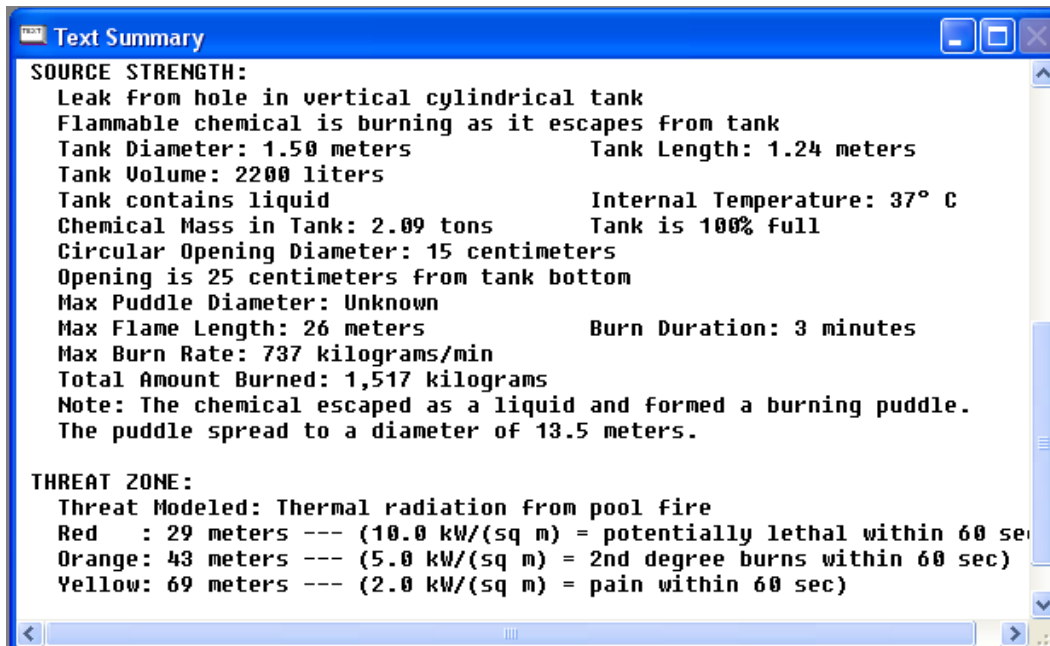 TEXT
Text Summary
SOURCE STRENGTH:
Leak from hole in vertical cylindrical tank
Flammable chemical is burning as it escapes from tank
Tank Diameter: 1.50 meters Tank Length: 1.24 meters
Tank Volume: 2200 liters
Tank contains liquid Internal Temperature: 37° C
Chemical Mass in Tank: 2.09 tons Tank is 100% full
Circular Opening Diameter: 15 centimeters
Opening is 25 centimeters from tank bottom
Max Puddle Diameter: Unknown
Max Flame Length: 26 meters Burn Duration: 3 minutes
Max Burn Rate: 737 kilograms/min
Total Amount Burned: 1,517 kilograms
Note: The chemical escaped as a liquid and formed a burning puddle.
The puddle spread to a diameter of 13.5 meters.
THREAT ZONE:
Threat Modeled: Thermal radiation from pool fire
Red : 29 meters --- (10.0 kW/(sq m) = potentially lethal within 60 se
Orange: 43 meters --- (5.0 kW/(sq m) = 2nd degree burns within 60 sec)
Yellow: 69 meters --- (2.0 kW/(sq m) = pain within 60 sec)